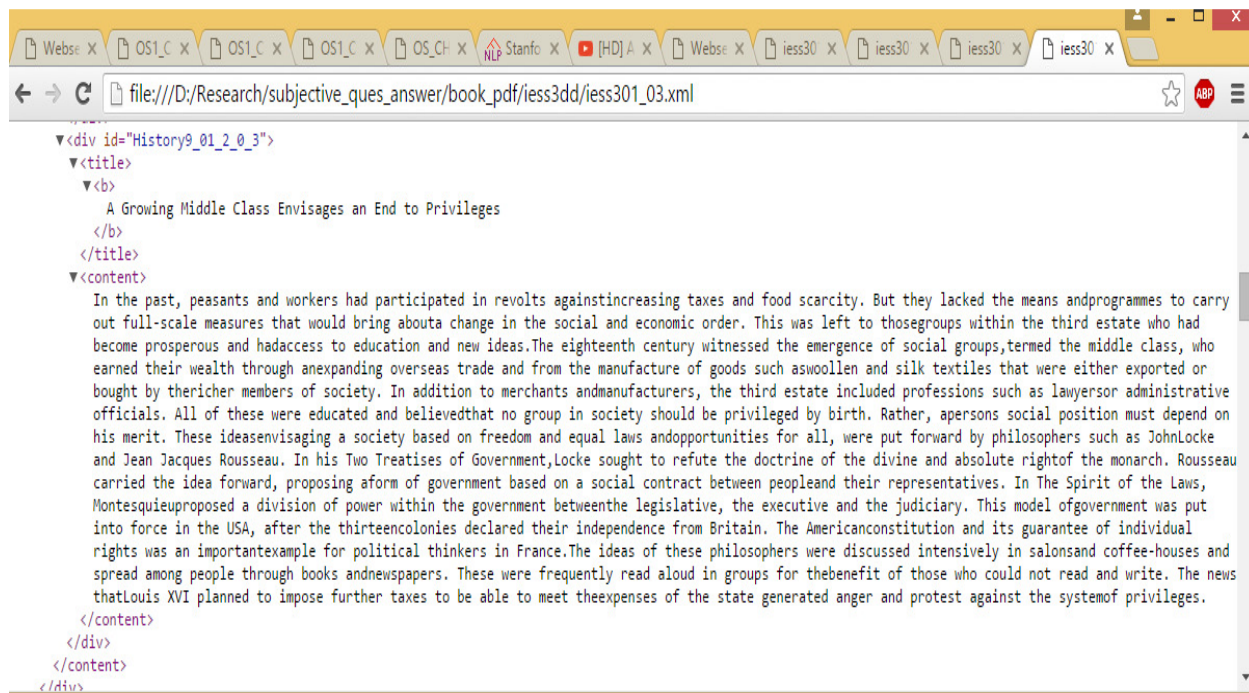 Webse x OS1_C x OS1_C x OS1_C x OS_CH x NLP Stanfo x [HD] A x Webse x iess30 x iess30 x iess30 x iess30 x
file:///D:/Research/subjective_ques_answer/book_pdf/iess3dd/iess301_03.xml ABP
▼<div id="History9_01_2_0_3">
▼<title>
▼<b>
A Growing Middle Class Envisages an End to Privileges
</b>
</title>
▼<content>
In the past, peasants and workers had participated in revolts againstincreasing taxes and food scarcity. But they lacked the means andprogrammes to carry
out full-scale measures that would bring abouta change in the social and economic order. This was left to thosegroups within the third estate who had
become prosperous and hadaccess to education and new ideas.The eighteenth century witnessed the emergence of social groups,termed the middle class, who
earned their wealth through anexpanding overseas trade and from the manufacture of goods such aswoollen and silk textiles that were either exported or
bought by thericher members of society. In addition to merchants andmanufacturers, the third estate included professions such as lawyersor administrative
officials. All of these were educated and believedthat no group in society should be privileged by birth. Rather, apersons social position must depend on
his merit. These ideasenvisaging a society based on freedom and equal laws andopportunities for all, were put forward by philosophers such as JohnLocke
and Jean Jacques Rousseau. In his Two Treatises of Government,Locke sought to refute the doctrine of the divine and absolute rightof the monarch. Rousseau
carried the idea forward, proposing aform of government based on a social contract between peopleand their representatives. In The Spirit of the Laws,
Montesquieuproposed a division of power within the government betweenthe legislative, the executive and the judiciary. This model ofgovernment was put
into force in the USA, after the thirteencolonies declared their independence from Britain. The Americanconstitution and its guarantee of individual
rights was an importantexample for political thinkers in France.The ideas of these philosophers were discussed intensively in salonsand coffee-houses and
spread among people through books andnewspapers. These were frequently read aloud in groups for thebenefit of those who could not read and write. The news
thatLouis XVI planned to impose further taxes to be able to meet theexpenses of the state generated anger and protest against the systemof privileges.
</content>
</div>
</content>
</div>